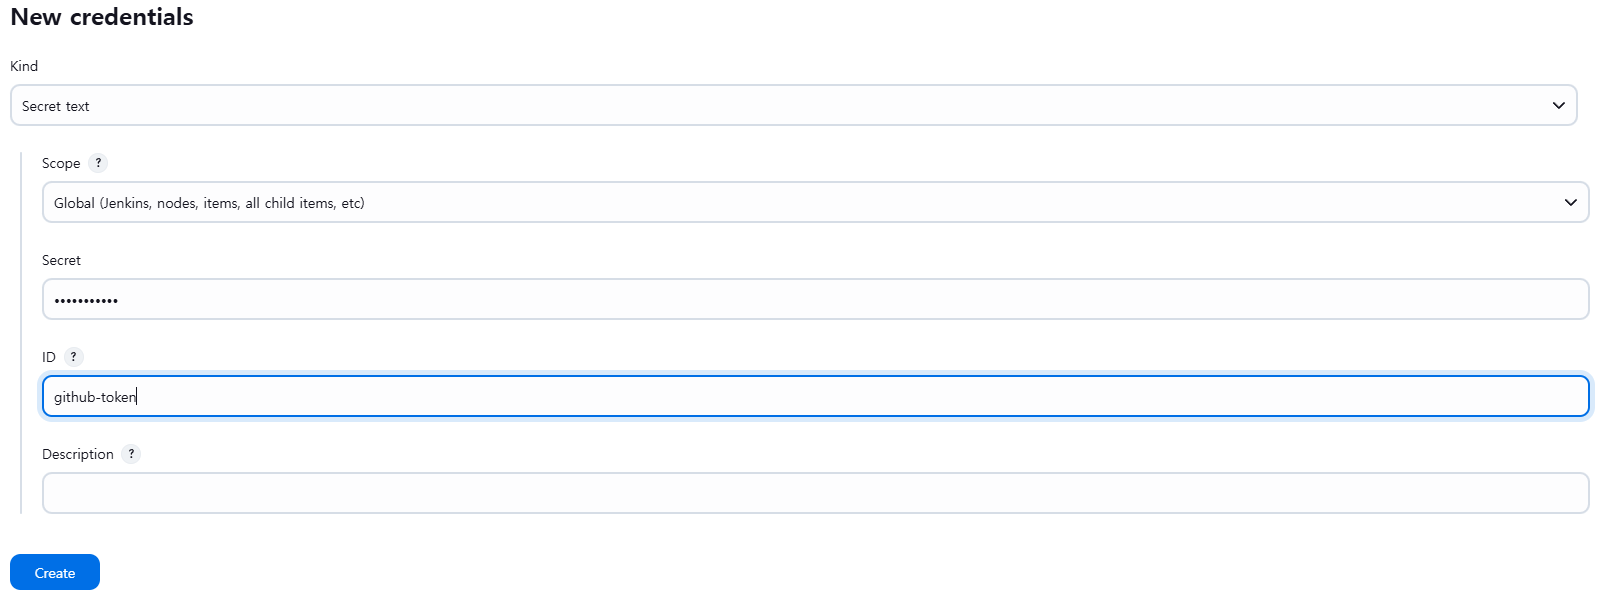 New credentials
Kind
Secret text
Scope ?
Global (Jenkins, nodes, items, all child items, etc)
Secret
•••••••••••
ID ?
github-token
Description ?
Create